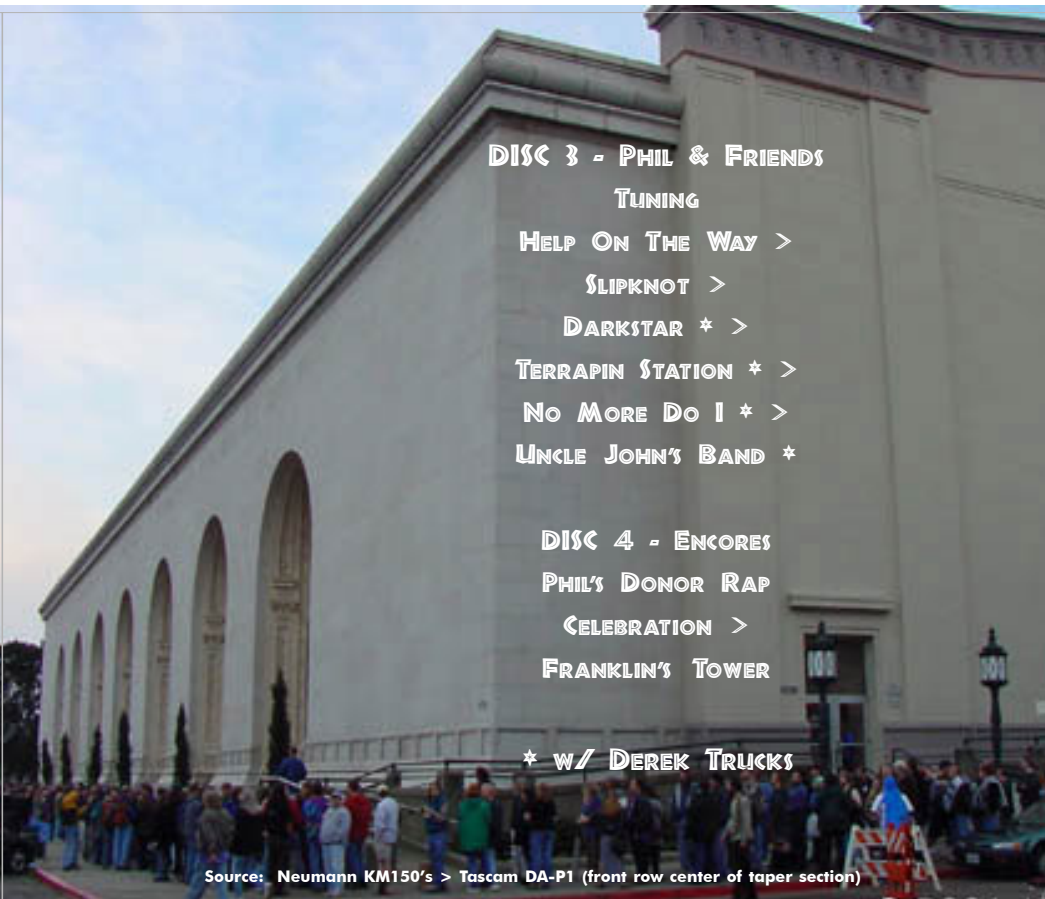 DISC 3 - PHIL & FRIENDS
TUNING
HELP ON THE WAY >
SLIPKNOT >
DARKSTAR * >
TERRAPIN STATION * >
NO MORE DO I * >
UNCLE JOHN'S BAND *
DISC 4 - ENCORES
PHIL'S DONOR RAP
CELEBRATION >
FRANKLIN'S TOWER
* W/ DEREK TRUCKS
Source: Neumann KM150's > Tascam DA-P1 (front row center of taper section)